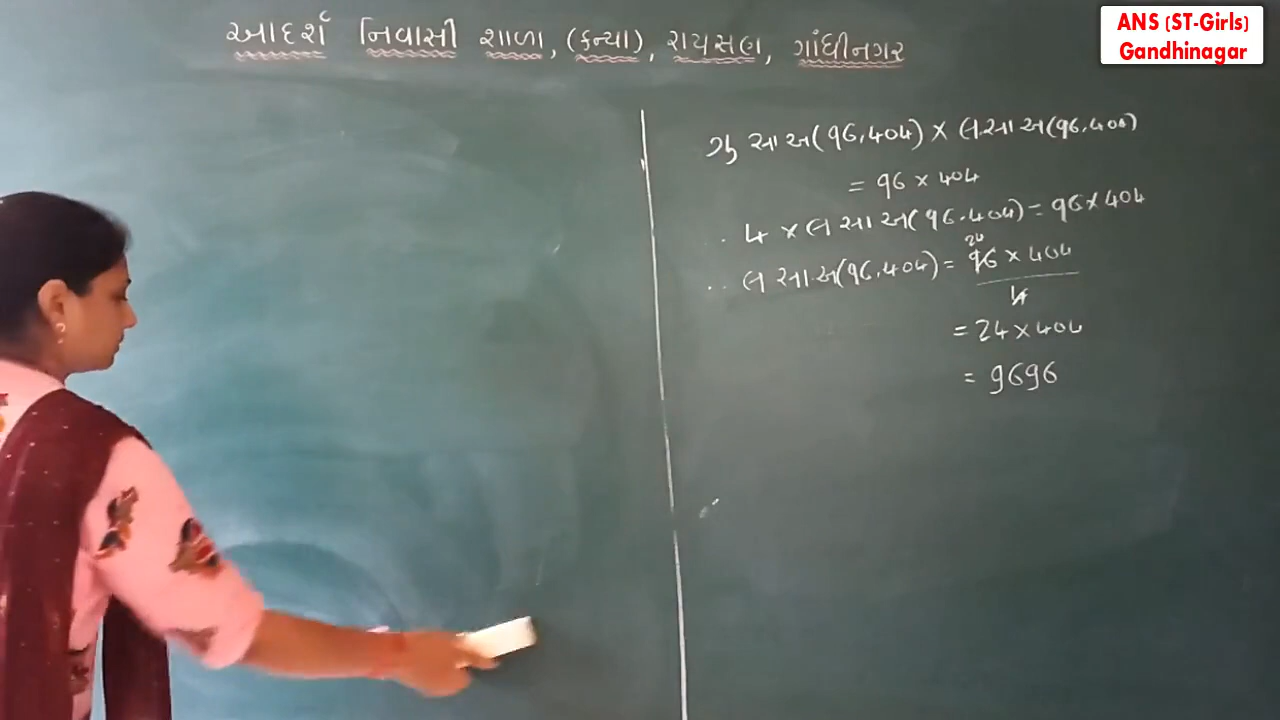 આદર્શ નિવાસી શાળા, (કન્યા), રાયસણ, ગાંધીનગર
ANS (ST-Girls)
Gandhinagar
ગુ સા અ(96,404) × લ સા અ(96,404)
= 96 × 404
∴ 4 × લ સા અ(96,404) = 96 × 404
24
∴ લ સા અ(96,404) = 96 × 404
4
= 24 × 404
= 9696